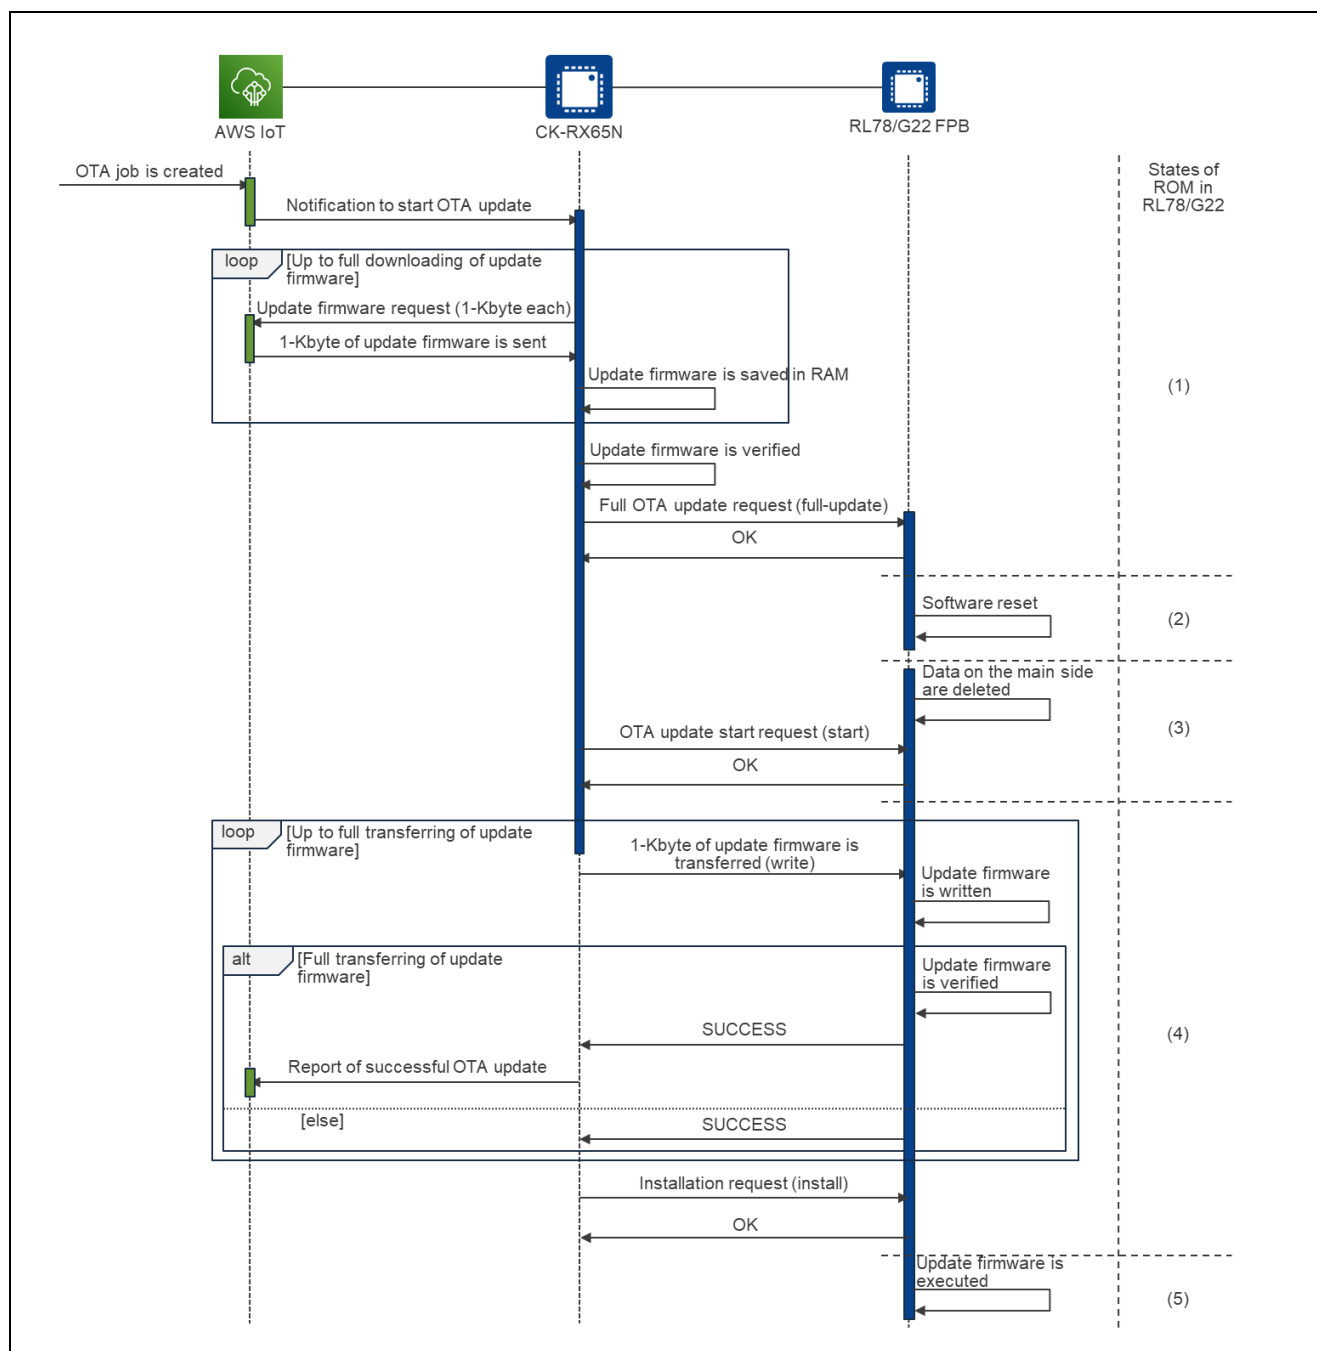 AWS IoT
CK-RX65N
RL78/G22 FPB
OTA job is created
States of
ROM in
RL78/G22
Notification to start OTA update
loop
[Up to full downloading of update
firmware]
Update firmware request (1-Kbyte each)
1-Kbyte of update firmware is sent
Update firmware is saved in RAM
(1)
Update firmware is verified
Full OTA update request (full-update)
OK
Software reset
(2)
Data on the main side
are deleted
OTA update start request (start)
(3)
OK
loop
[Up to full transferring of update
firmware]
1-Kbyte of update firmware is
transferred (write)
Update firmware
is written
alt
[Full transferring of update
firmware]
Update firmware
is verified
SUCCESS
(4)
Report of successful OTA update
[else]
SUCCESS
Installation request (install)
OK
Update firmware is
executed
(5)